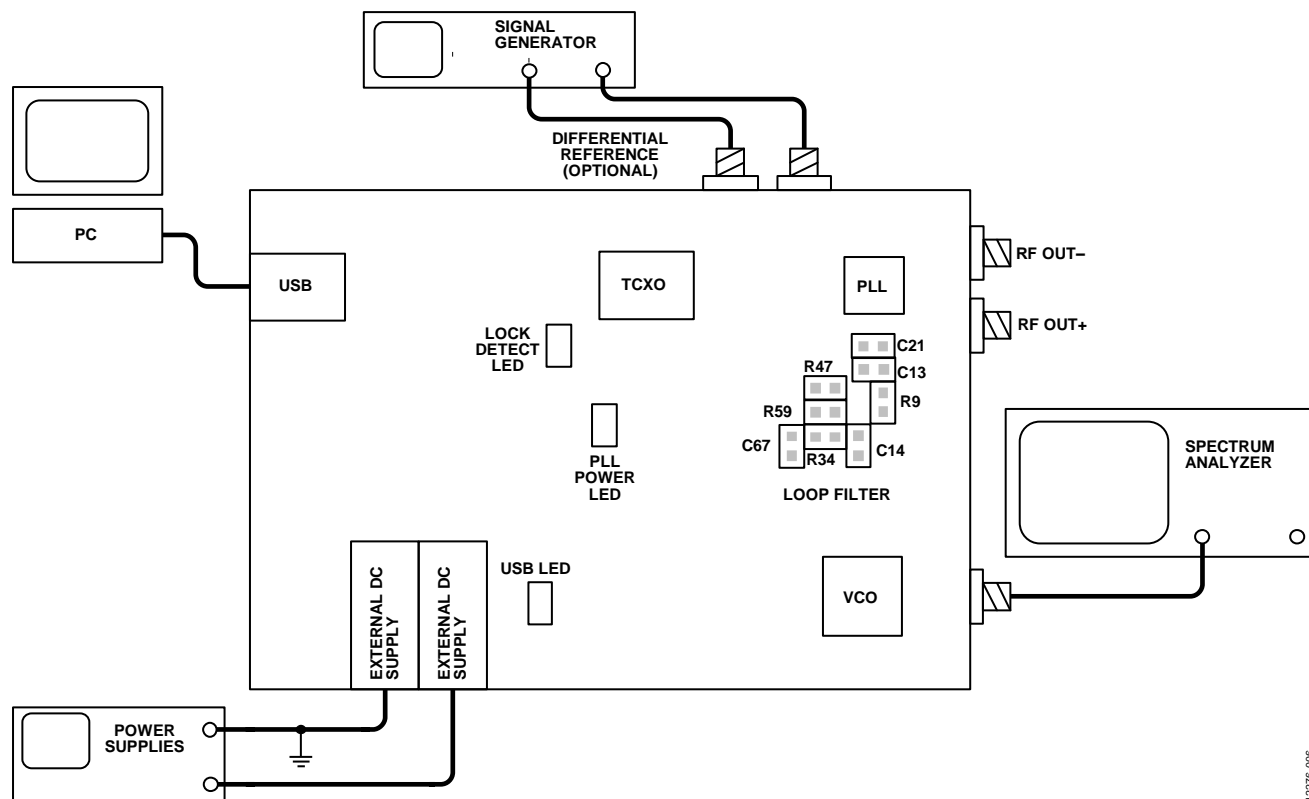 SIGNAL
GENERATOR
DIFFERENTIAL
REFERENCE
(OPTIONAL)
PC
USB
TCXO
PLL
RF OUT–
RF OUT+
LOCK
DETECT
LED
C21
C13
R47
R9
R59
C67
R34
C14
PLL
POWER
LED
LOOP FILTER
SPECTRUM
ANALYZER
EXTERNAL DC
SUPPLY
EXTERNAL DC
SUPPLY
USB LED
VCO
POWER
SUPPLIES